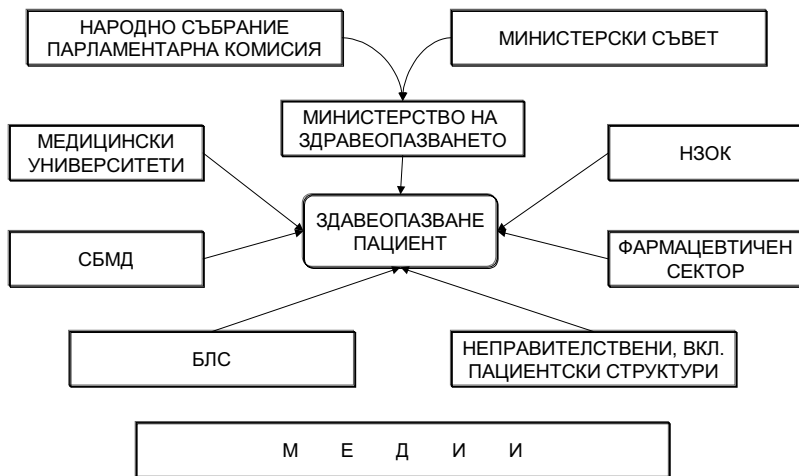 НАРОДНО СЪБРАНИЕ
ПАРЛАМЕНТАРНА КОМИСИЯ
МИНИСТЕРСКИ СЪВЕТ
МИНИСТЕРСТВО НА
ЗДРАВЕОПАЗВАНЕТО
МЕДИЦИНСКИ
УНИВЕРСИТЕТИ
НЗОК
ЗДАВЕОПАЗВАНЕ
ПАЦИЕНТ
СБМД
ФАРМАЦЕВТИЧЕН
СЕКТОР
БЛС
НЕПРАВИТЕЛСТВЕНИ, ВКЛ.
ПАЦИЕНТСКИ СТРУКТУРИ
М Е Д И И